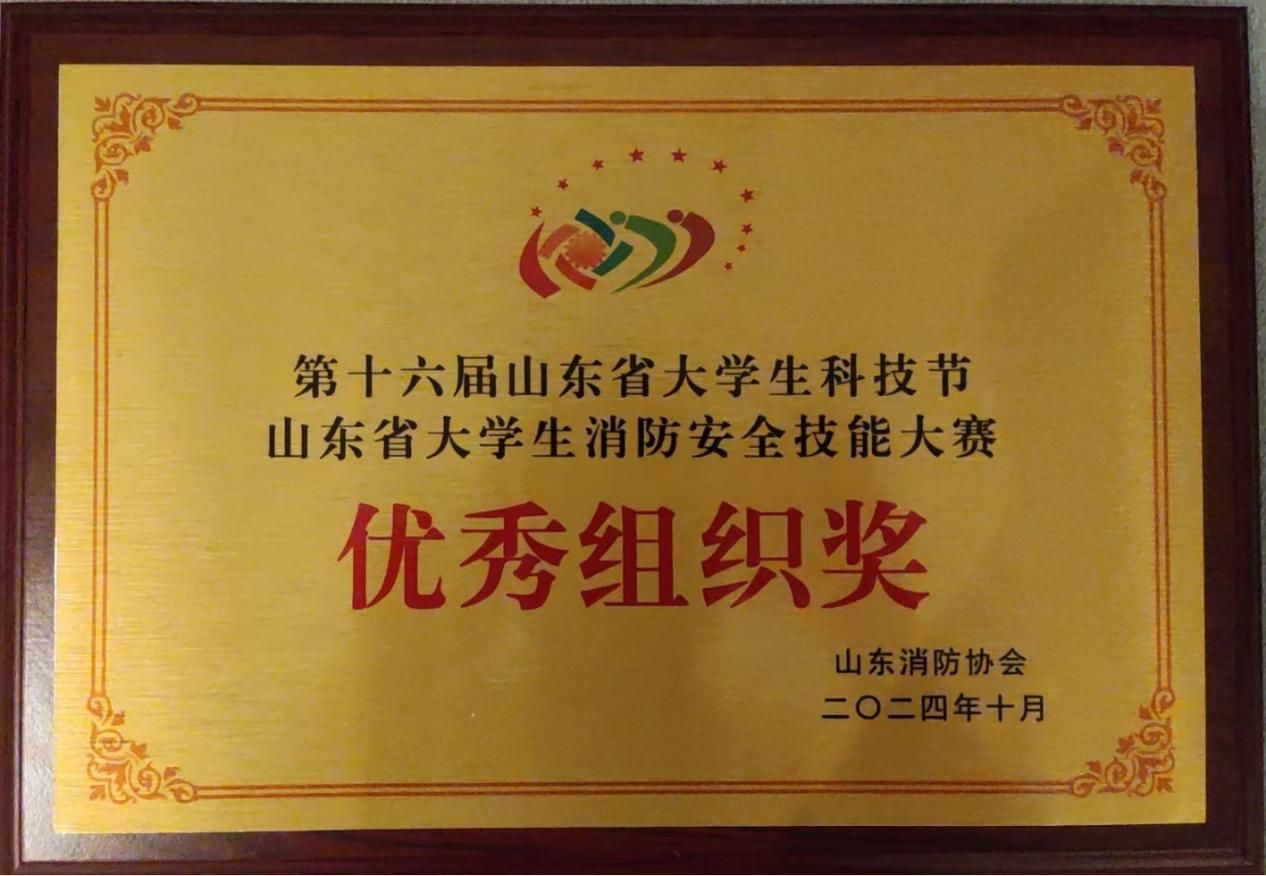 第十六届山东省大学生科技节
山东省大学生消防安全技能大赛
优秀组织奖
山东消防协会
二〇二四年十月